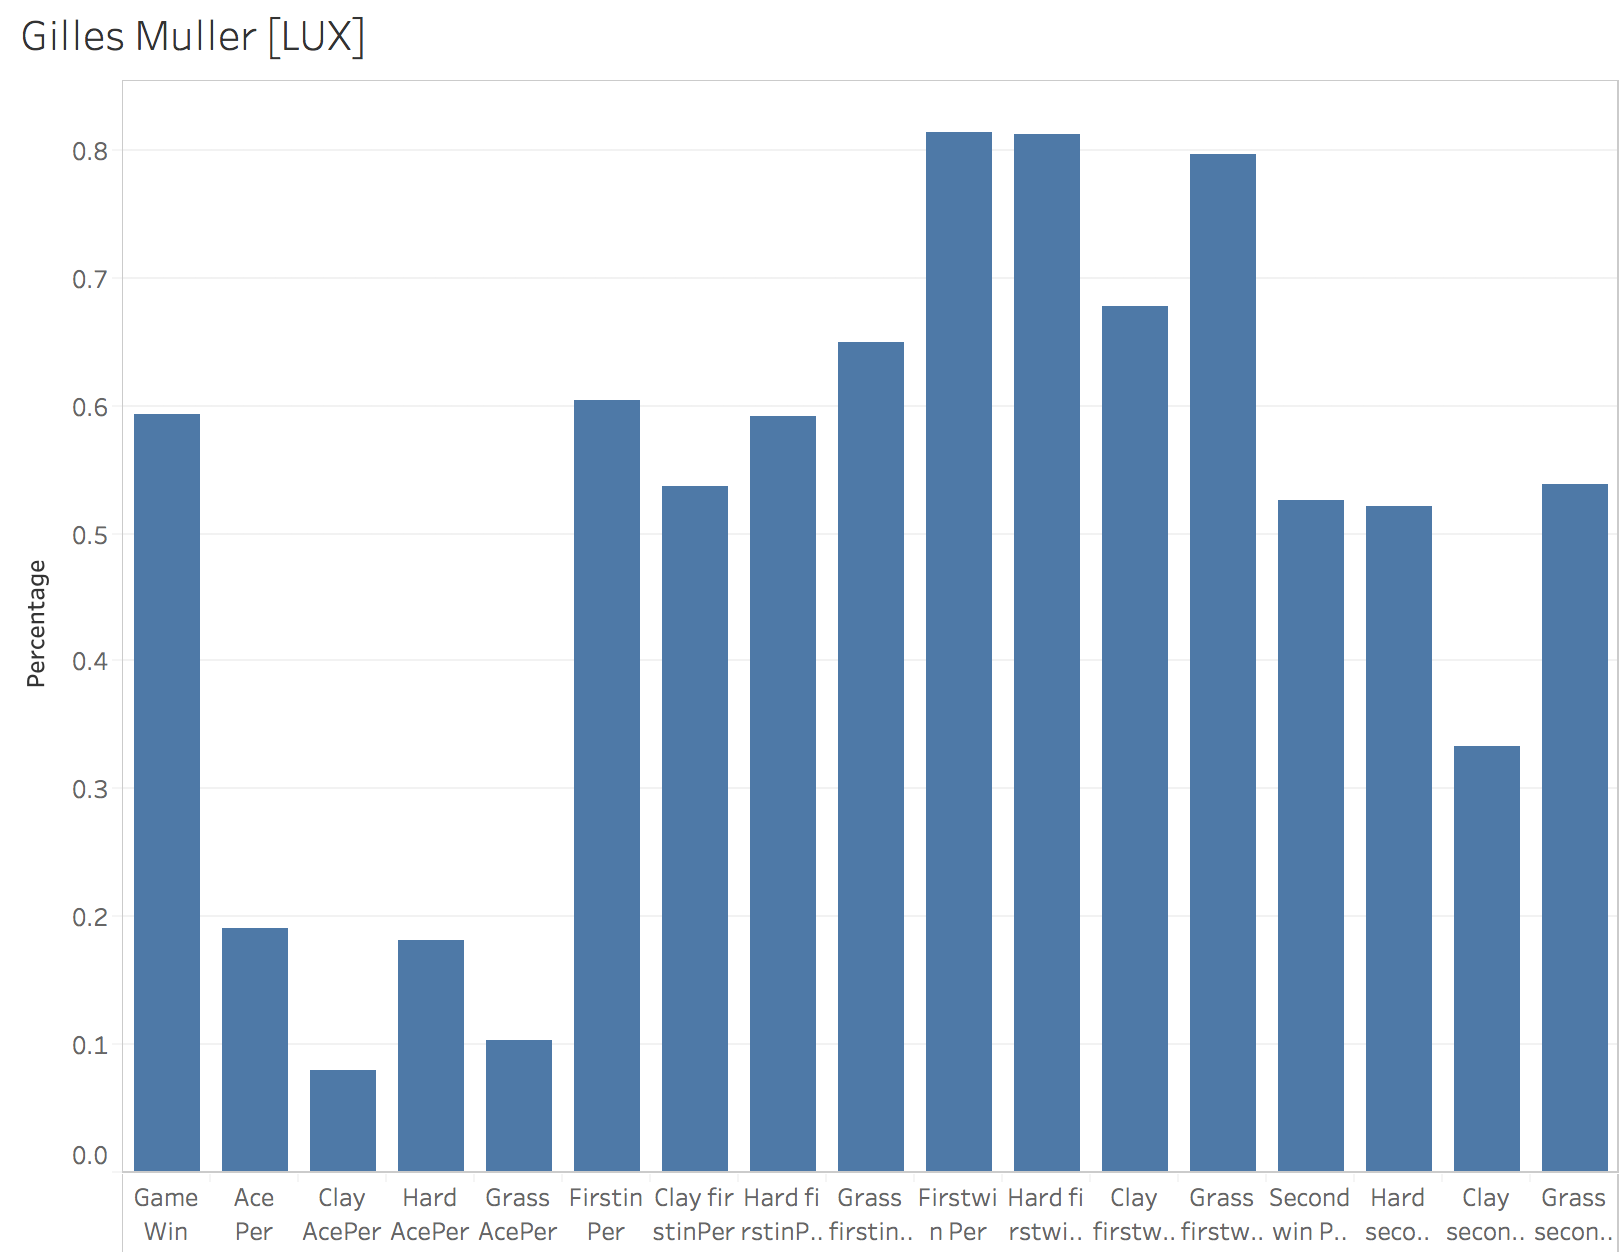 Gilles Muller [LUX]
Percentage
0.8
0.7
0.6
0.5
0.4
0.3
0.2
0.1
0.0
Game Ace Clay Hard Grass Firstin Clay fir Hard fi Grass Firstwi Hard fi Clay Grass Second Hard Clay Grass
Win Per AcePer AcePer AcePer Per stinPer rstinP.. firstin.. n Per rstwi.. firstw.. firstw.. win P.. seco.. secon.. secon..